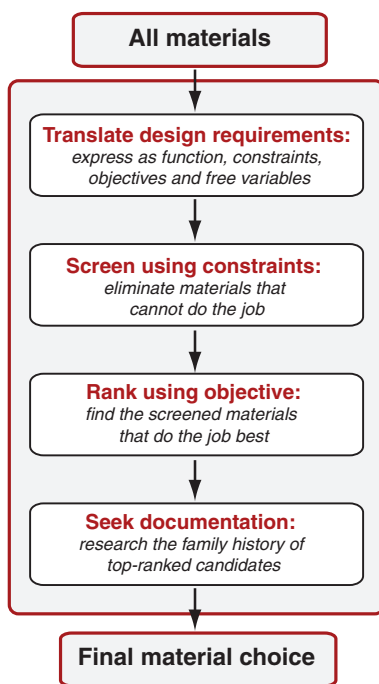 All materials
Translate design requirements:
express as function, constraints,
objectives and free variables
Screen using constraints:
eliminate materials that
cannot do the job
Rank using objective:
find the screened materials
that do the job best
Seek documentation:
research the family history of
top-ranked candidates
Final material choice